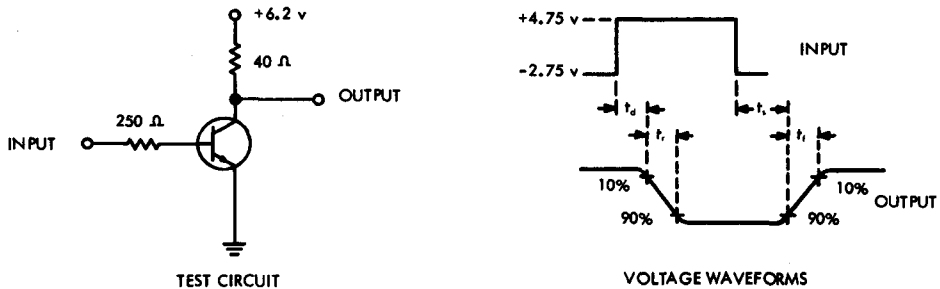 +6.2 v
40 Ω
OUTPUT
250 Ω
INPUT
TEST CIRCUIT
+4.75 v
INPUT
-2.75 v
td
ts
tr
tf
10%
90%
90%
10%
OUTPUT
VOLTAGE WAVEFORMS